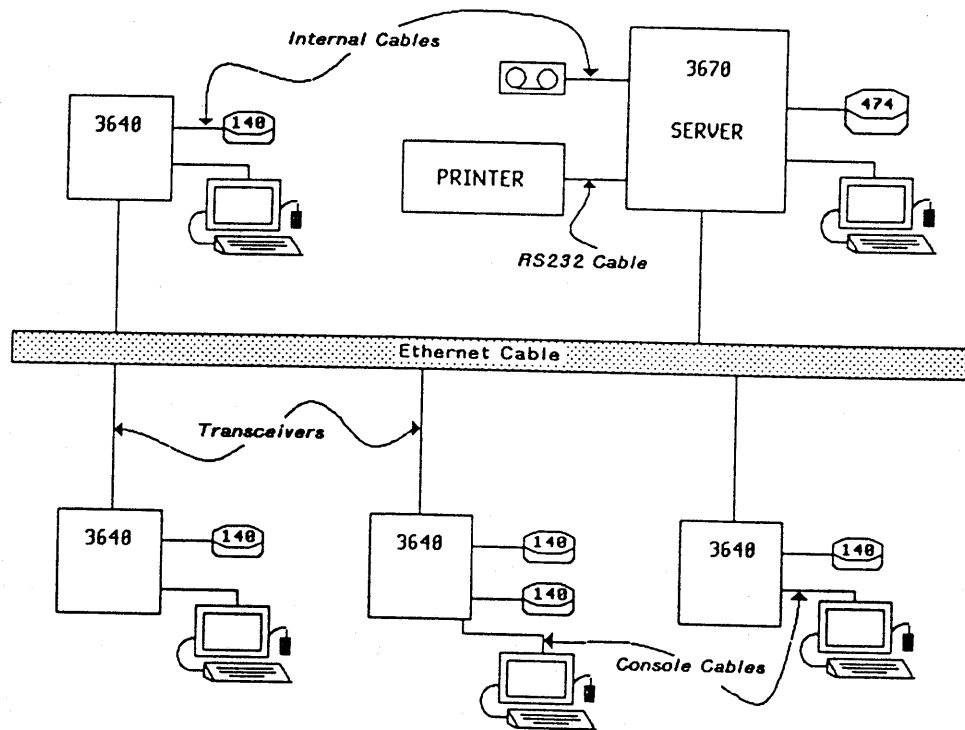 Internal Cables
3670
SERVER
474
3640
140
PRINTER
RS232 Cable
Ethernet Cable
Transceivers
3640
140
3640
140
140
3640
140
Console Cables